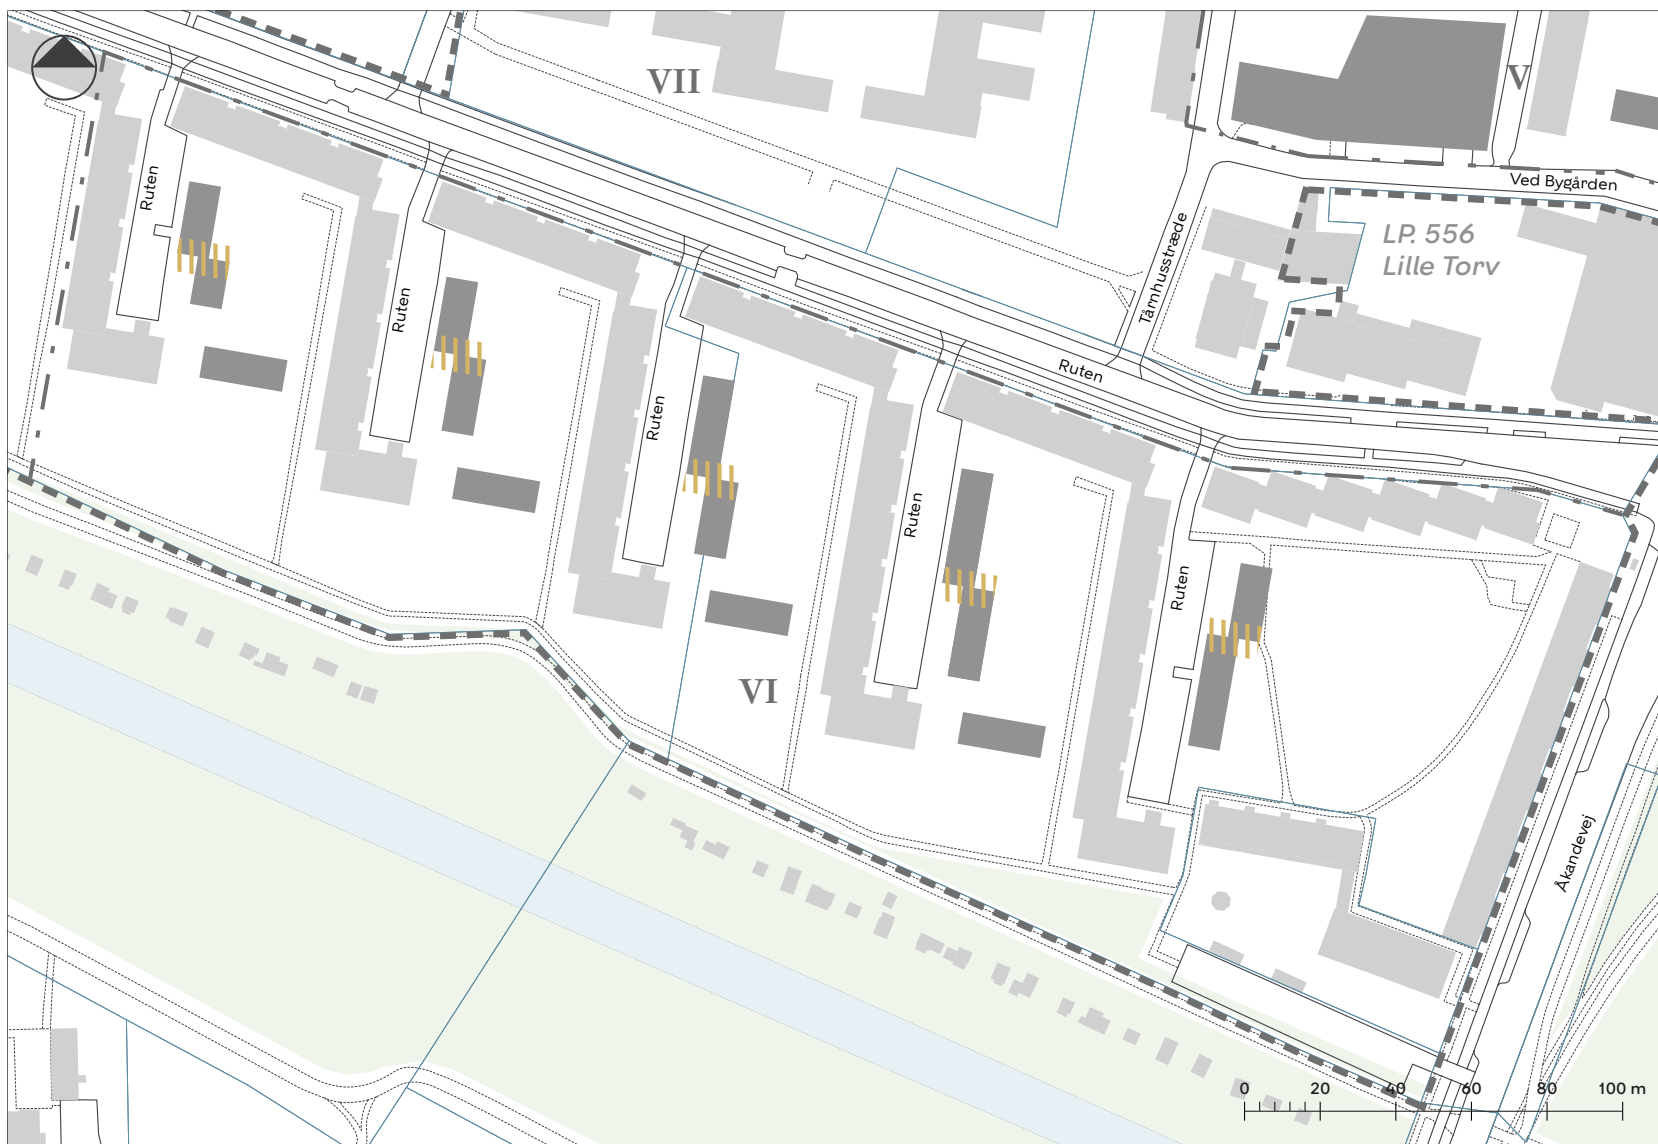 VII
V
Ved Bygården
LP. 556
Lille Torv
Tårnhusstræde
Ruten
Ruten
Ruten
Ruten
Ruten
Ruten
VI
Åkandevej
0 20 40 60 80 100 m